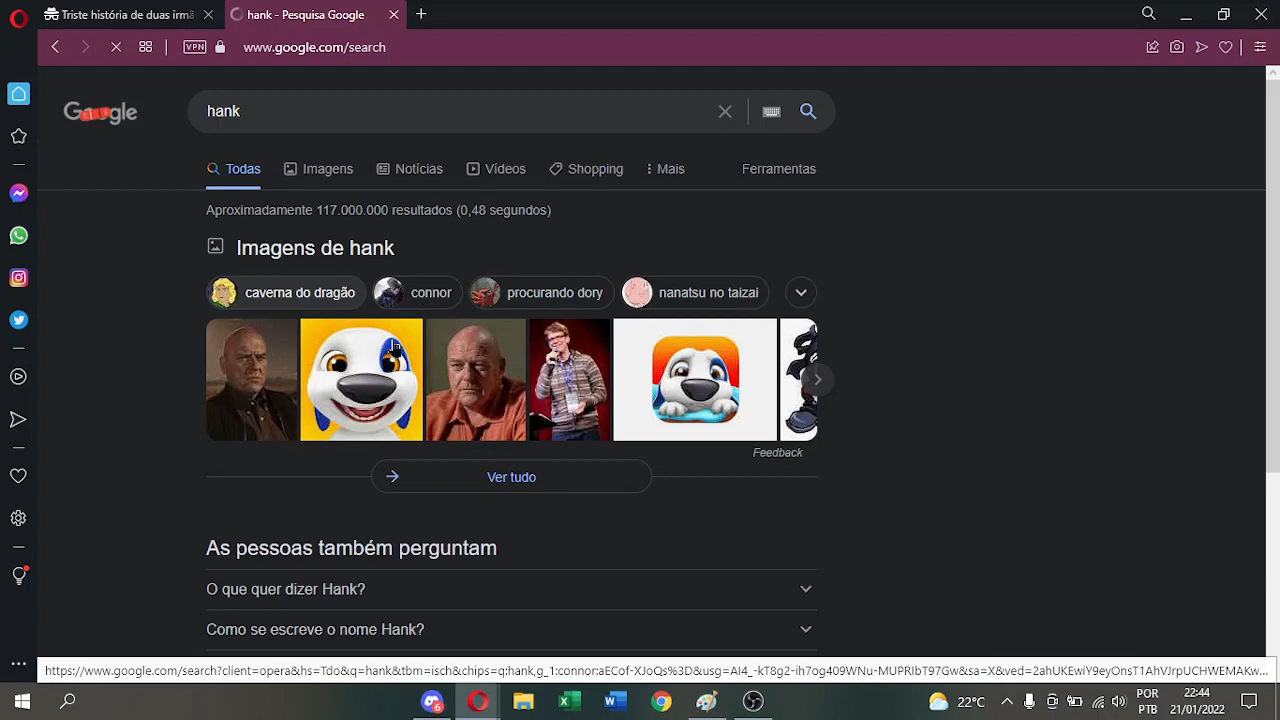 Triste história de duas irmã
hank - Pesquisa Google
VPN
www.google.com/search
Google
hank
Todas
Imagens
Notícias
Vídeos
Shopping
Mais
Ferramentas
Aproximadamente 117.000.000 resultados (0,48 segundos)
Imagens de hank
caverna do dragão
connor
procurando dory
nanatsu no taizai
Feedback
Ver tudo
As pessoas também perguntam
O que quer dizer Hank?
Como se escreve o nome Hank?
https://www.google.com/search?client=opera&hs=Tdo&q=hank&tbm=isch&chips=q:hank,g_1:connor:aECof-XJoQs%3D&usg=AI4_-kT8g2-ih7og409WNu-MUPRIbT97Gw&sa=X&ved=2ahUKEwiY9eyOnsT1AhVJrpUCHWEMAKw...
6
22°C
POR
PTB
22:44
21/01/2022